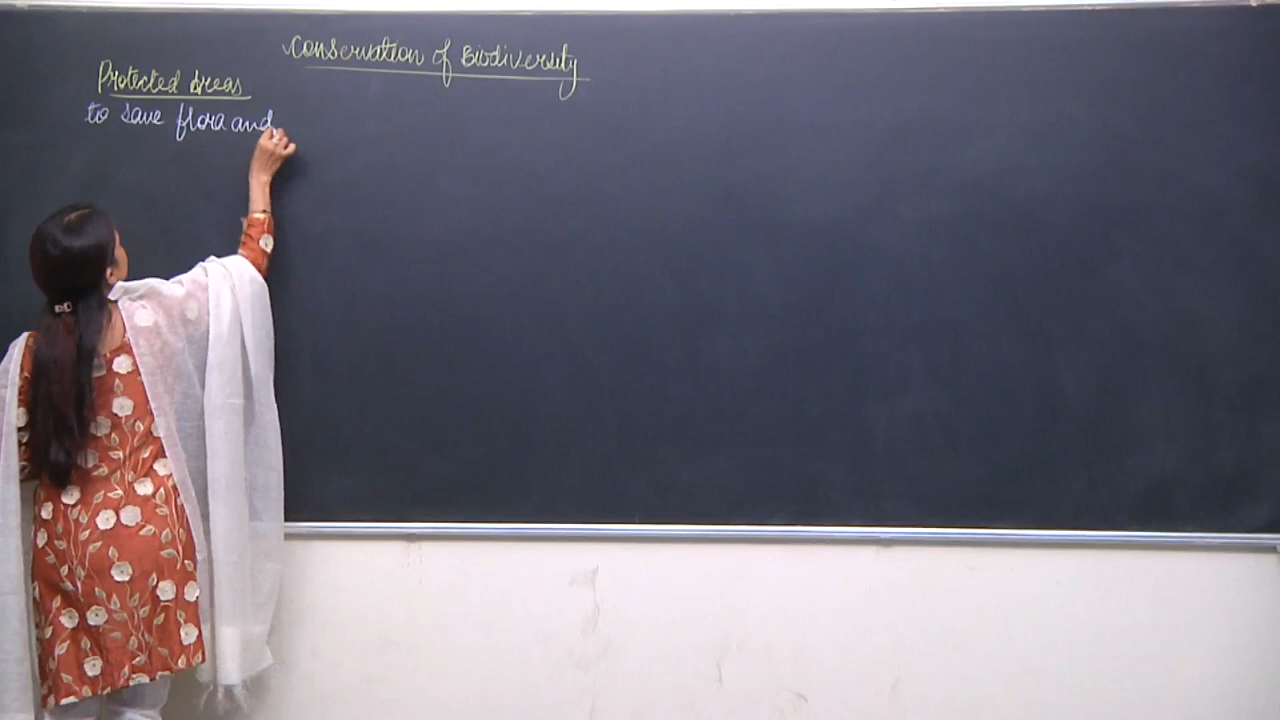 Conservation of Biodiversity
Protected Areas
to save flora and